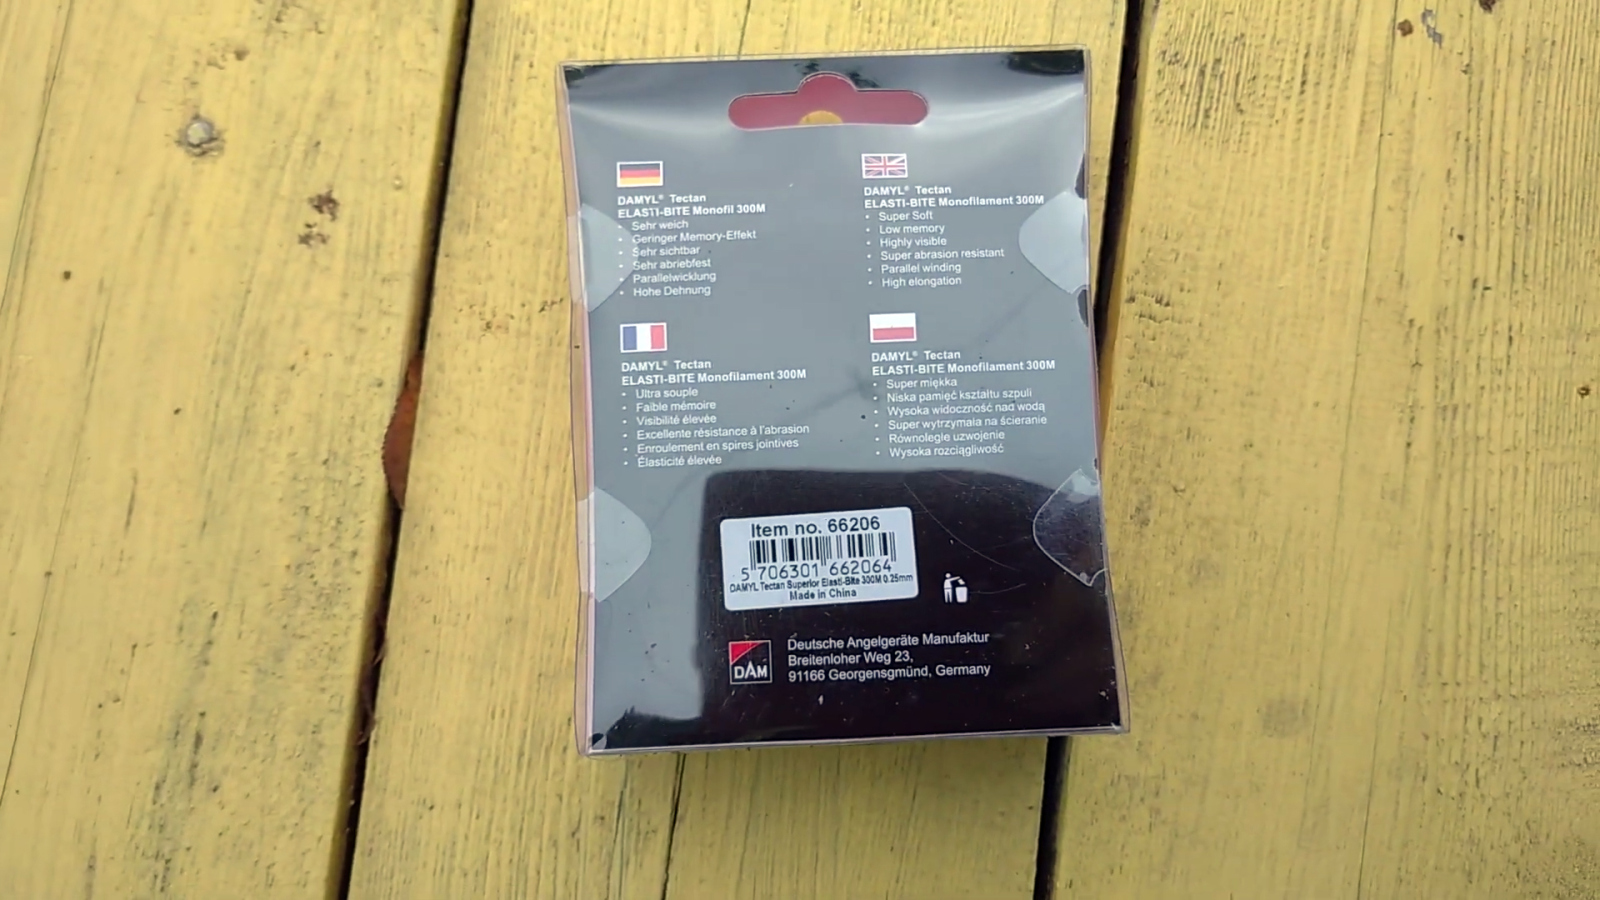 DAMYL® Tectan
ELASTI-BITE Monofil 300M
• Sehr weich
• Geringer Memory-Effekt
• Sehr sichtbar
• Sehr abriebfest
• Parallelwicklung
• Hohe Dehnung
DAMYL® Tectan
ELASTI-BITE Monofilament 300M
• Super Soft
• Low memory
• Highly visible
• Super abrasion resistant
• Parallel winding
• High elongation
DAMYL® Tectan
ELASTI-BITE Monofilament 300M
• Ultra souple
• Faible mémoire
• Visibilité élevée
• Excellente résistance à l'abrasion
• Enroulement en spires jointives
• Élasticité élevée
DAMYL® Tectan
ELASTI-BITE Monofilament 300M
• Super miękka
• Niska pamięć kształtu szpuli
• Wysoka widoczność nad wodą
• Super wytrzymała na ścieranie
• Równoległe uzwojenie
• Wysoka rozciągliwość
Item no. 66206
5 706301 662064
DAMYL Tectan Superior Elasti-Bite 300M 0.25mm
Made in China
DAM
Deutsche Angelgeräte Manufaktur
Breitenloher Weg 23,
91166 Georgensgmünd, Germany